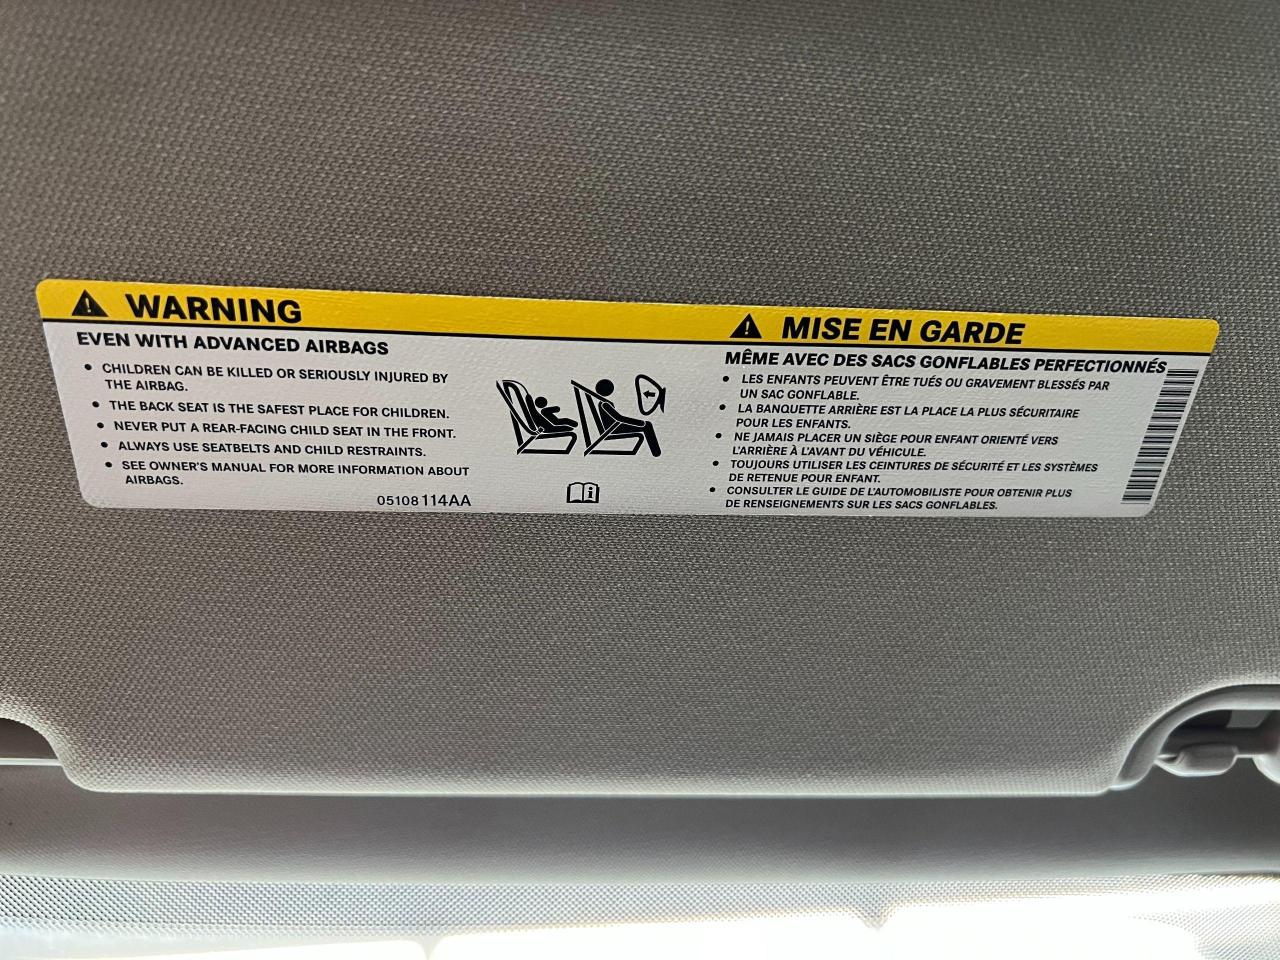 WARNING
EVEN WITH ADVANCED AIRBAGS
• CHILDREN CAN BE KILLED OR SERIOUSLY INJURED BY
THE AIRBAG.
• THE BACK SEAT IS THE SAFEST PLACE FOR CHILDREN.
• NEVER PUT A REAR-FACING CHILD SEAT IN THE FRONT.
• ALWAYS USE SEATBELTS AND CHILD RESTRAINTS.
• SEE OWNER'S MANUAL FOR MORE INFORMATION ABOUT
AIRBAGS.
05108114AA
MISE EN GARDE
MÊME AVEC DES SACS GONFLABLES PERFECTIONNÉS
• LES ENFANTS PEUVENT ÊTRE TUÉS OU GRAVEMENT BLESSÉS PAR
UN SAC GONFLABLE.
• LA BANQUETTE ARRIÈRE EST LA PLACE LA PLUS SÉCURITAIRE
POUR LES ENFANTS.
• NE JAMAIS PLACER UN SIÈGE POUR ENFANT ORIENTÉ VERS
L'ARRIÈRE À L'AVANT DU VÉHICULE.
• TOUJOURS UTILISER LES CEINTURES DE SÉCURITÉ ET LES SYSTÈMES
DE RETENUE POUR ENFANT.
• CONSULTER LE GUIDE DE L'AUTOMOBILISTE POUR OBTENIR PLUS
DE RENSEIGNEMENTS SUR LES SACS GONFLABLES.